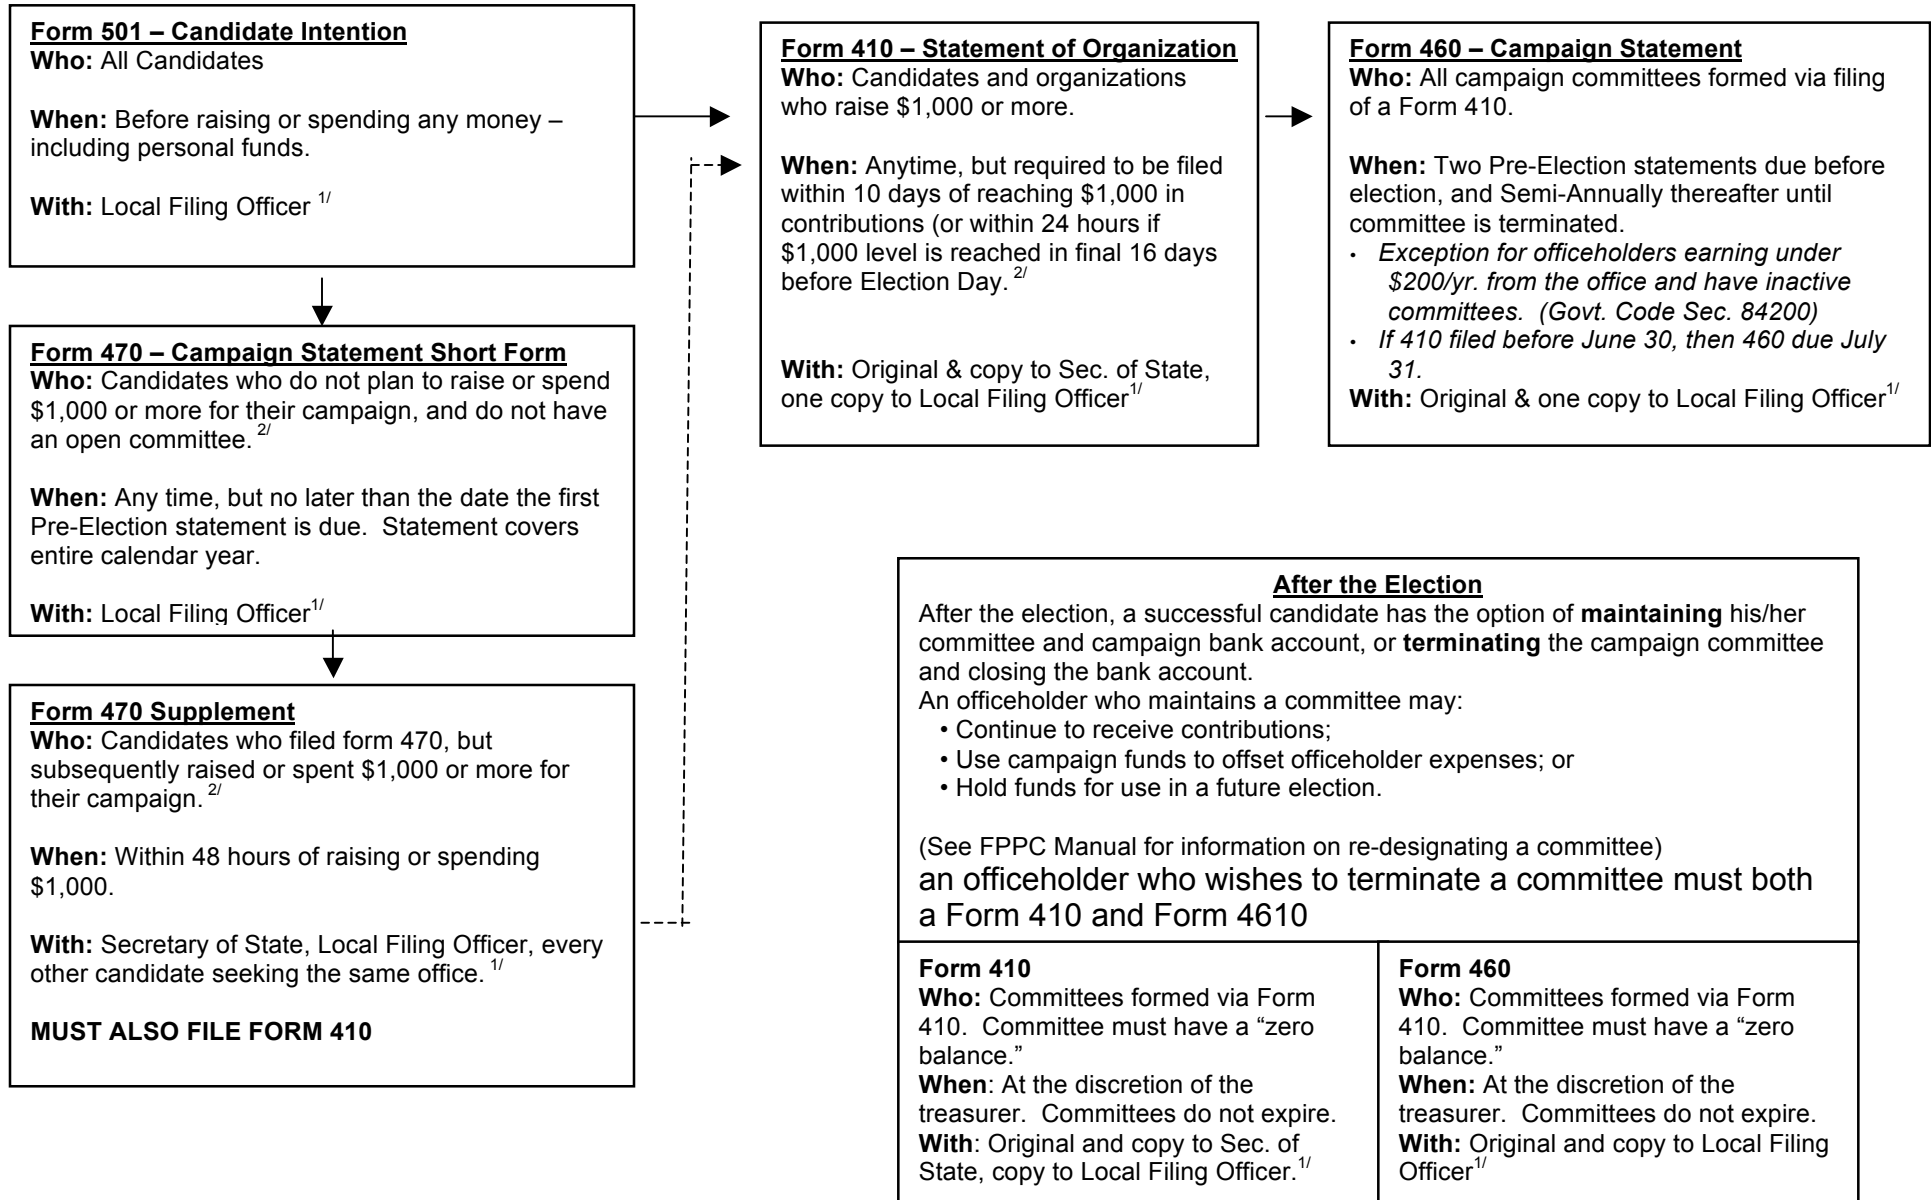 Form 501 – Candidate Intention
Who: All Candidates
When: Before raising or spending any money –
including personal funds.
With: Local Filing Officer 1/
Form 470 – Campaign Statement Short Form
Who: Candidates who do not plan to raise or spend
$1,000 or more for their campaign, and do not have
an open committee. 2/
When: Any time, but no later than the date the first
Pre-Election statement is due. Statement covers
entire calendar year.
With: Local Filing Officer1/
Form 470 Supplement
Who: Candidates who filed form 470, but
subsequently raised or spent $1,000 or more for
their campaign. 2/
When: Within 48 hours of raising or spending
$1,000.
With: Secretary of State, Local Filing Officer, every
other candidate seeking the same office. 1/
MUST ALSO FILE FORM 410
Form 410 – Statement of Organization
Who: Candidates and organizations
who raise $1,000 or more.
When: Anytime, but required to be filed
within 10 days of reaching $1,000 in
contributions (or within 24 hours if
$1,000 level is reached in final 16 days
before Election Day. 2/
With: Original & copy to Sec. of State,
one copy to Local Filing Officer1/
Form 460 – Campaign Statement
Who: All campaign committees formed via filing
of a Form 410.
When: Two Pre-Election statements due before
election, and Semi-Annually thereafter until
committee is terminated.
• Exception for officeholders earning under
$200/yr. from the office and have inactive
committees. (Govt. Code Sec. 84200)
• If 410 filed before June 30, then 460 due July
31.
With: Original & one copy to Local Filing Officer1/
After the Election
After the election, a successful candidate has the option of maintaining his/her
committee and campaign bank account, or terminating the campaign committee
and closing the bank account.
An officeholder who maintains a committee may:
• Continue to receive contributions;
• Use campaign funds to offset officeholder expenses; or
• Hold funds for use in a future election.
(See FPPC Manual for information on re-designating a committee)
an officeholder who wishes to terminate a committee must both
a Form 410 and Form 4610
Form 410
Who: Committees formed via Form
410. Committee must have a “zero
balance.”
When: At the discretion of the
treasurer. Committees do not expire.
With: Original and copy to Sec. of
State, copy to Local Filing Officer.1/
Form 460
Who: Committees formed via Form
410. Committee must have a “zero
balance.”
When: At the discretion of the
treasurer. Committees do not expire.
With: Original and copy to Local Filing
Officer1/